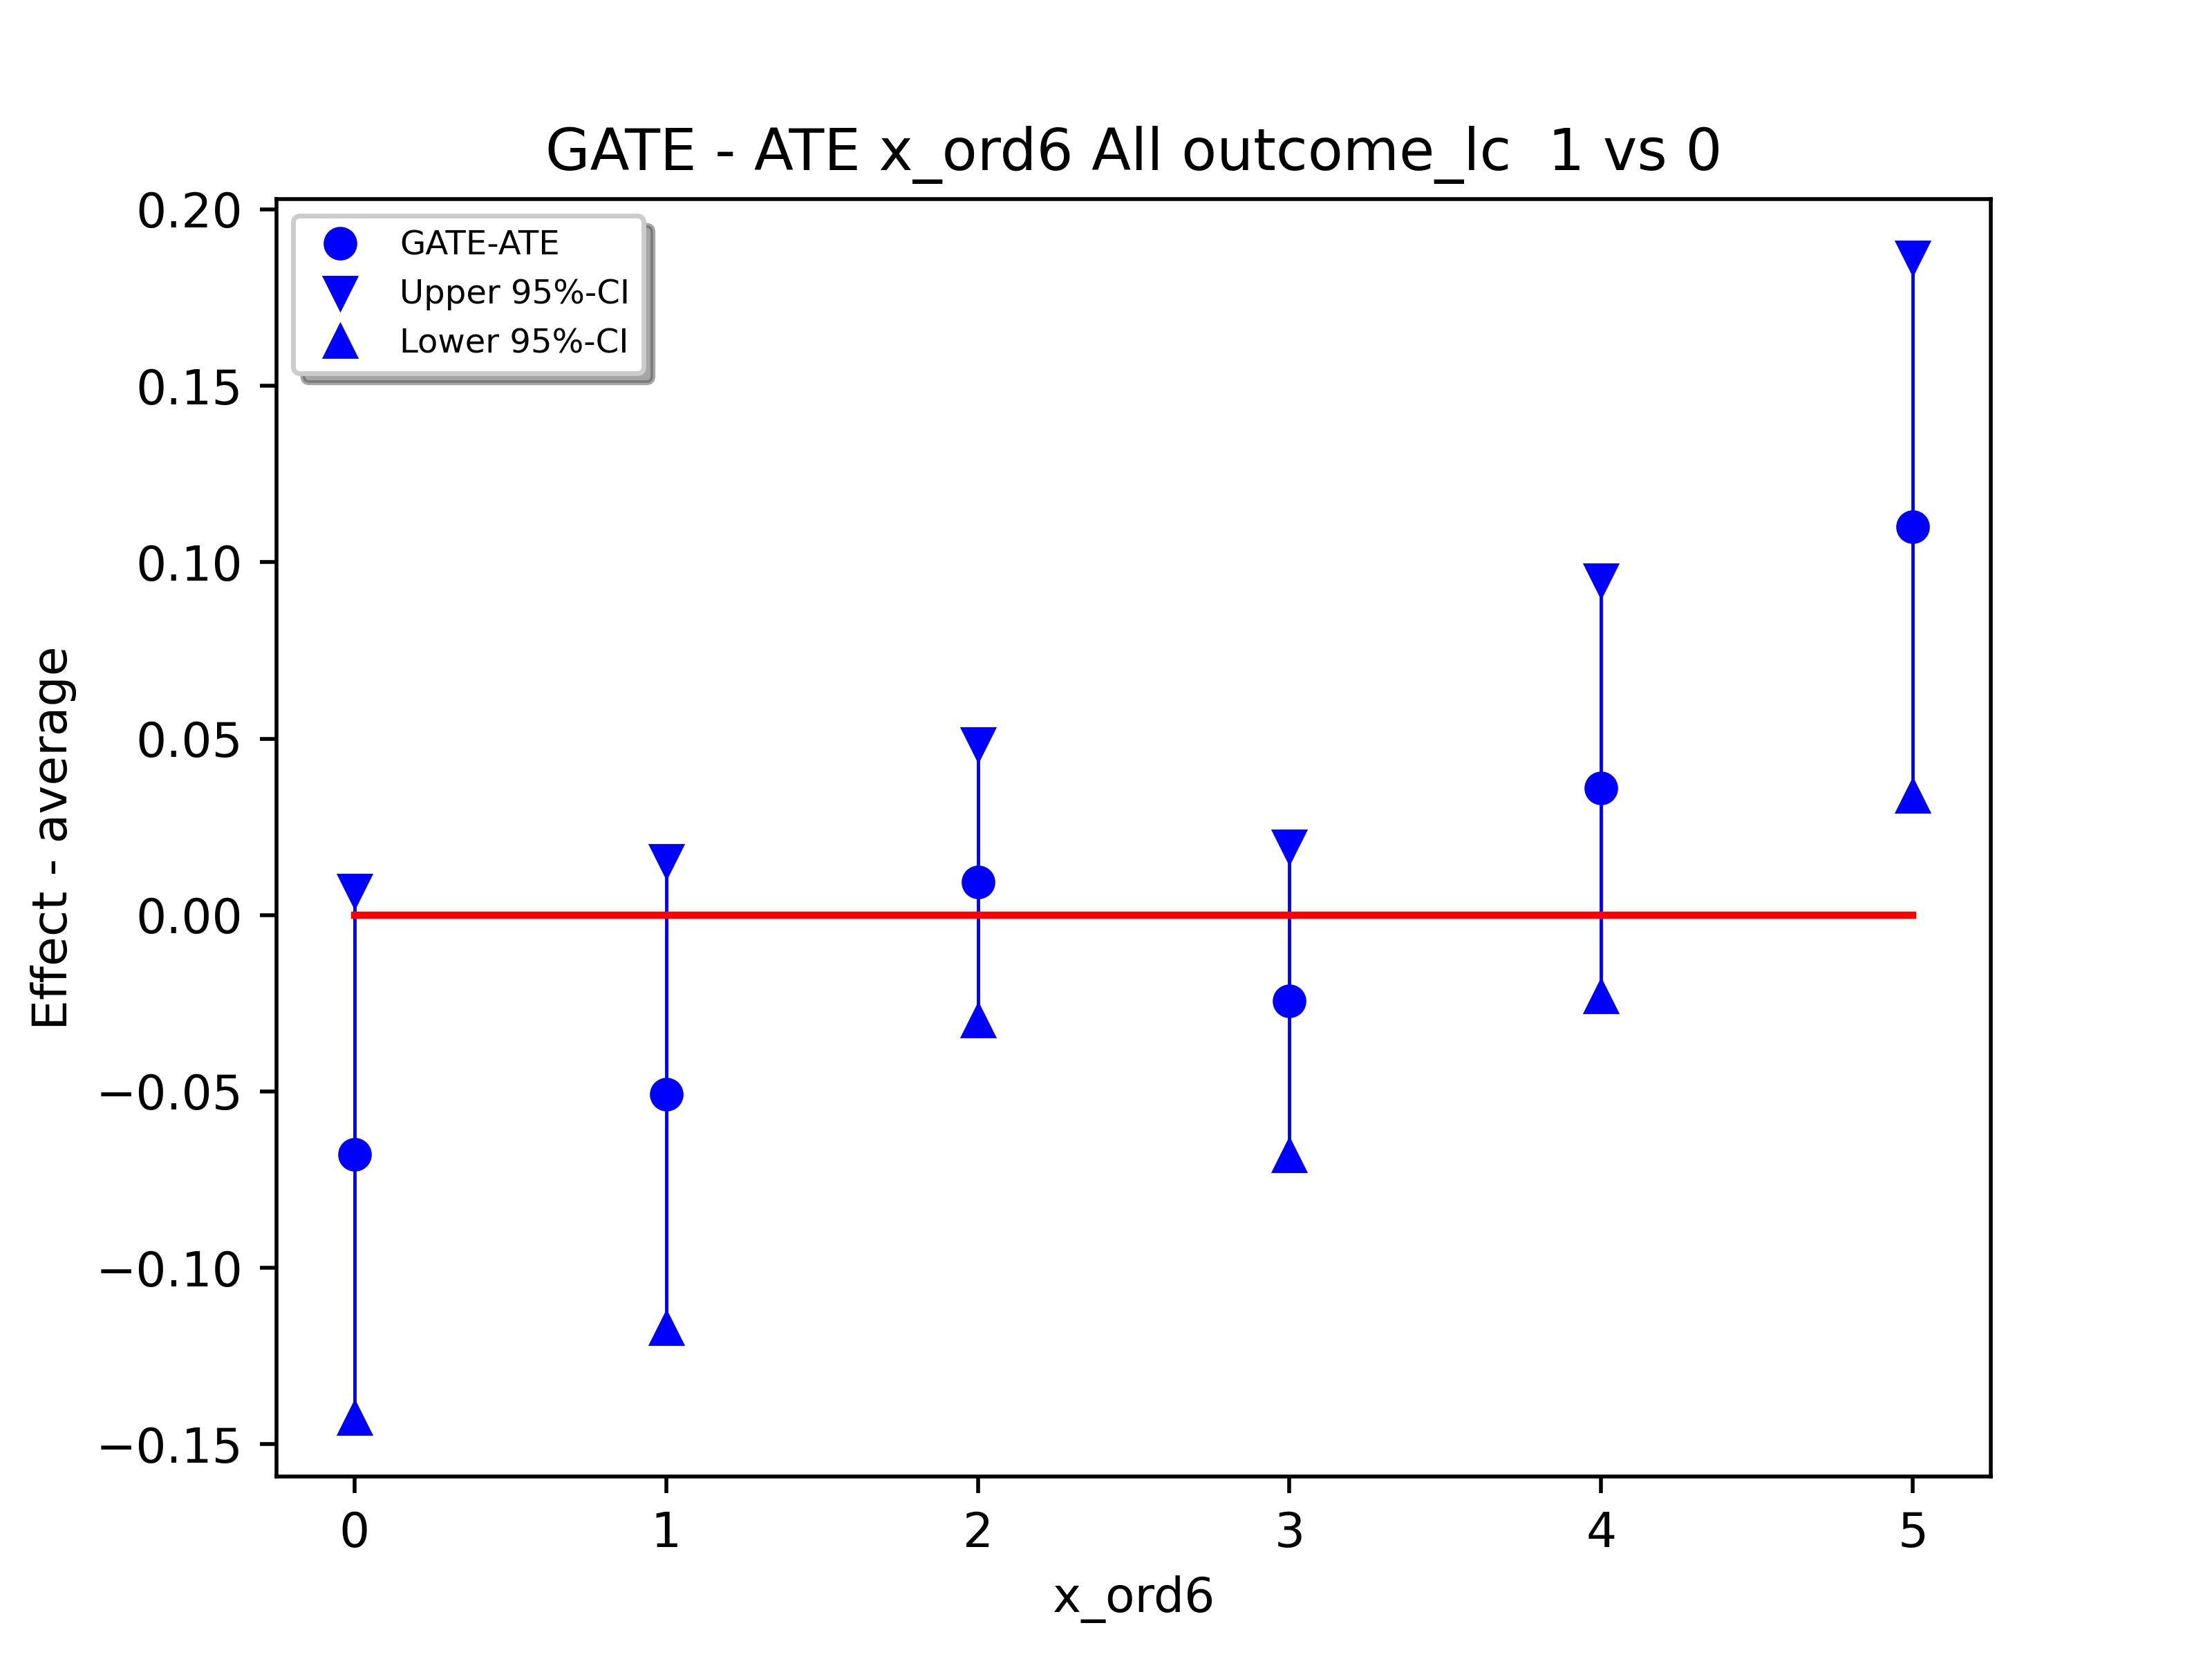 GATE - ATE x_ord6 All outcome_lc  1 vs 0
GATE-ATE
Upper 95%-CI
Lower 95%-CI
Effect - average
0.20
0.15
0.10
0.05
0.00
−0.05
−0.10
−0.15
0 1 2 3 4 5
x_ord6